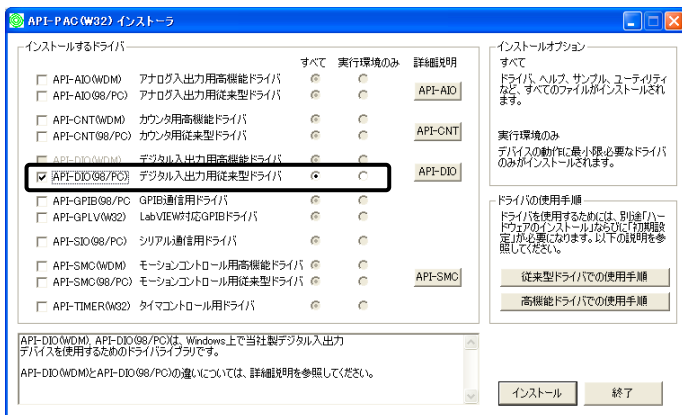 API-PAC(W32) インストーラ
インストールするドライバ
すべて 実行環境のみ 詳細説明
API-AIO(WDM) アナログ入出力用高機能ドライバ
API-AIO(98/PC) アナログ入出力用従来型ドライバ
API-AIO
API-CNT(WDM) カウンタ用高機能ドライバ
API-CNT(98/PC) カウンタ用従来型ドライバ
API-CNT
API-DIO(WDM) デジタル入出力用高機能ドライバ
API-DIO(98/PC) デジタル入出力用従来型ドライバ
API-DIO
API-GPIB(98/PC GPIB通信用ドライバ
API-GPLV(W32) LabVIEW対応GPIBドライバ
API-SIO(98/PC) シリアル通信用ドライバ
API-SMC(WDM) モーションコントロール用高機能ドライバ
API-SMC(98/PC) モーションコントロール用従来型ドライバ
API-SMC
API-TIMER(W32) タイマコントロール用ドライバ
インストールオプション
すべて
ドライバ、ヘルプ、サンプル、ユーティリティ
など、すべてのファイルがインストールされ
ます。
実行環境のみ
デバイスの動作に最小限必要なドライバ
のみがインストールされます。
ドライバの使用手順
ドライバを使用するためには、別途「ハー
ドウェアのインストール」ならびに「初期設
定」が必要になります。以下の説明を参
照してください。
従来型ドライバでの使用手順
高機能ドライバでの使用手順
API-DIO(WDM), API-DIO(98/PC)は、Windows上で当社製デジタル入出力
デバイスを使用するためのドライバライブラリです。
API-DIO(WDM)とAPI-DIO(98/PC)の違いについては、詳細説明を参照してください。
インストール 終了